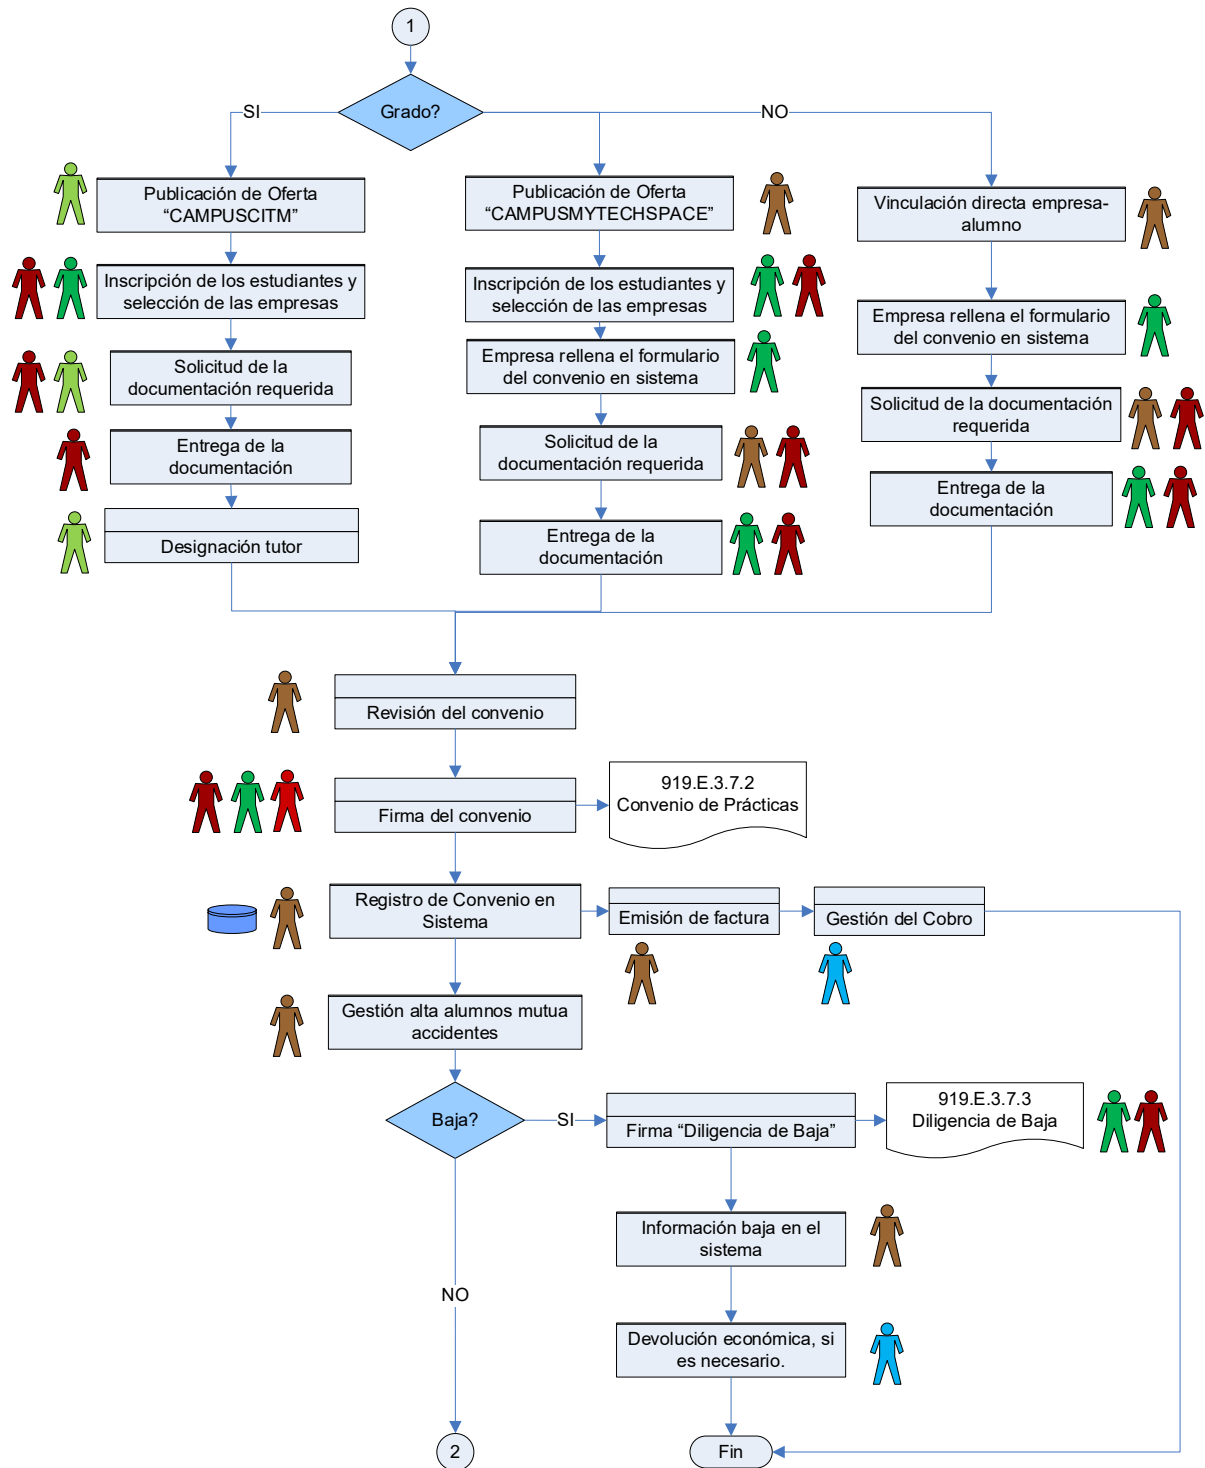 1
Grado?
SI
NO
Publicación de Oferta
“CAMPUSCITM”
Publicación de Oferta
“CAMPUSMYTECHSPACE”
Vinculación directa empresa-
alumno
Inscripción de los estudiantes y
selección de las empresas
Inscripción de los estudiantes y
selección de las empresas
Empresa rellena el formulario
del convenio en sistema
Solicitud de la
documentación requerida
Empresa rellena el formulario
del convenio en sistema
Solicitud de la documentación
requerida
Entrega de la
documentación
Solicitud de la
documentación requerida
Entrega de la
documentación
Designación tutor
Entrega de la
documentación
Revisión del convenio
Firma del convenio
919.E.3.7.2
Convenio de Prácticas
Registro de Convenio en
Sistema
Emisión de factura
Gestión del Cobro
Gestión alta alumnos mutua
accidentes
Baja?
SI
Firma “Diligencia de Baja”
919.E.3.7.3
Diligencia de Baja
Información baja en el
sistema
NO
Devolución económica, si
es necesario.
2
Fin